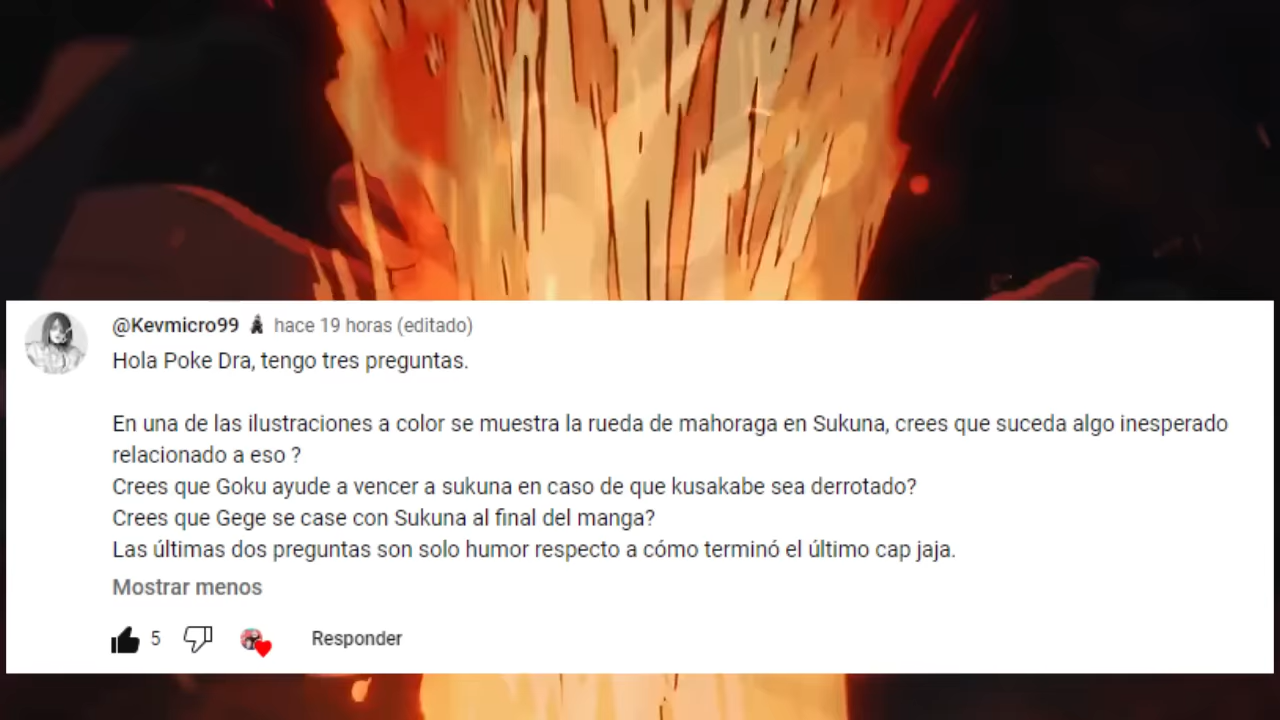 @Kevmicro99 hace 19 horas (editado)
Hola Poke Dra, tengo tres preguntas.
En una de las ilustraciones a color se muestra la rueda de mahoraga en Sukuna, crees que suceda algo inesperado
relacionado a eso ?
Crees que Goku ayude a vencer a sukuna en caso de que kusakabe sea derrotado?
Crees que Gege se case con Sukuna al final del manga?
Las últimas dos preguntas son solo humor respecto a cómo terminó el último cap jaja.
Mostrar menos
5 Responder